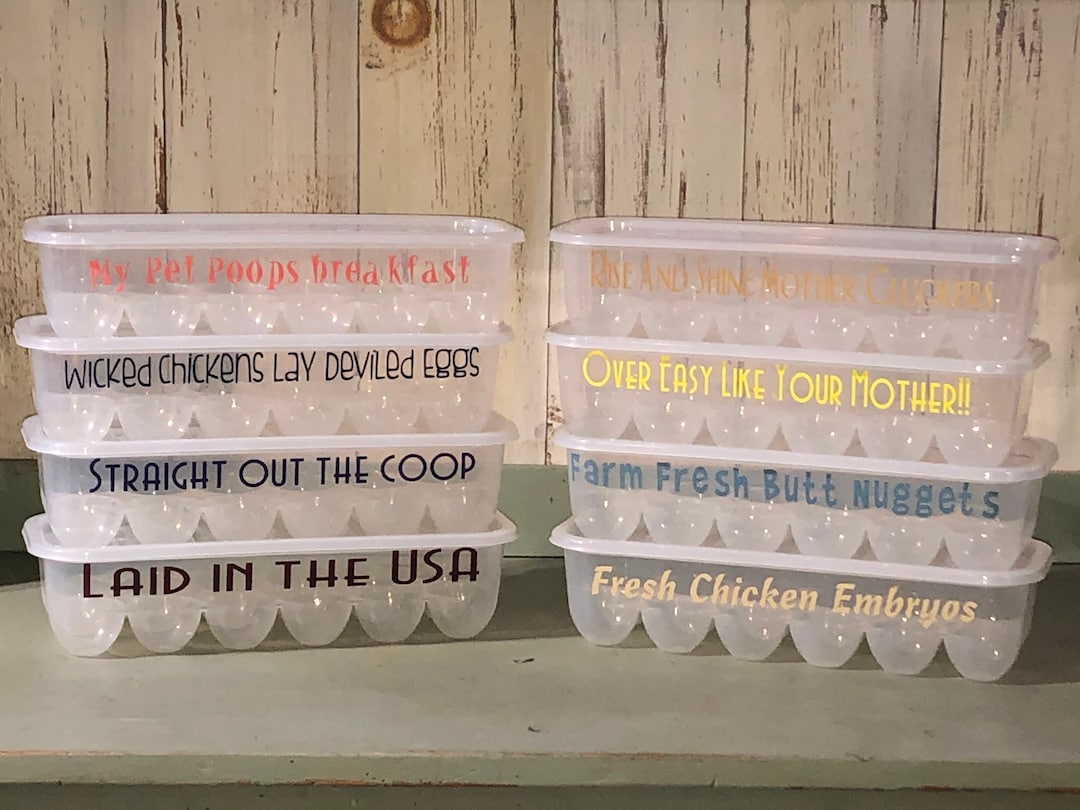 My Pet Poops breakfast
Wicked Chickens Lay Deviled Eggs
STRAIGHT OUT THE COOP
LAID IN THE USA
RISE AND SHINE MOTHER CLUCKERS
OVER EASY LIKE YOUR MOTHER!!
Farm Fresh Butt Nuggets
Fresh Chicken Embryos